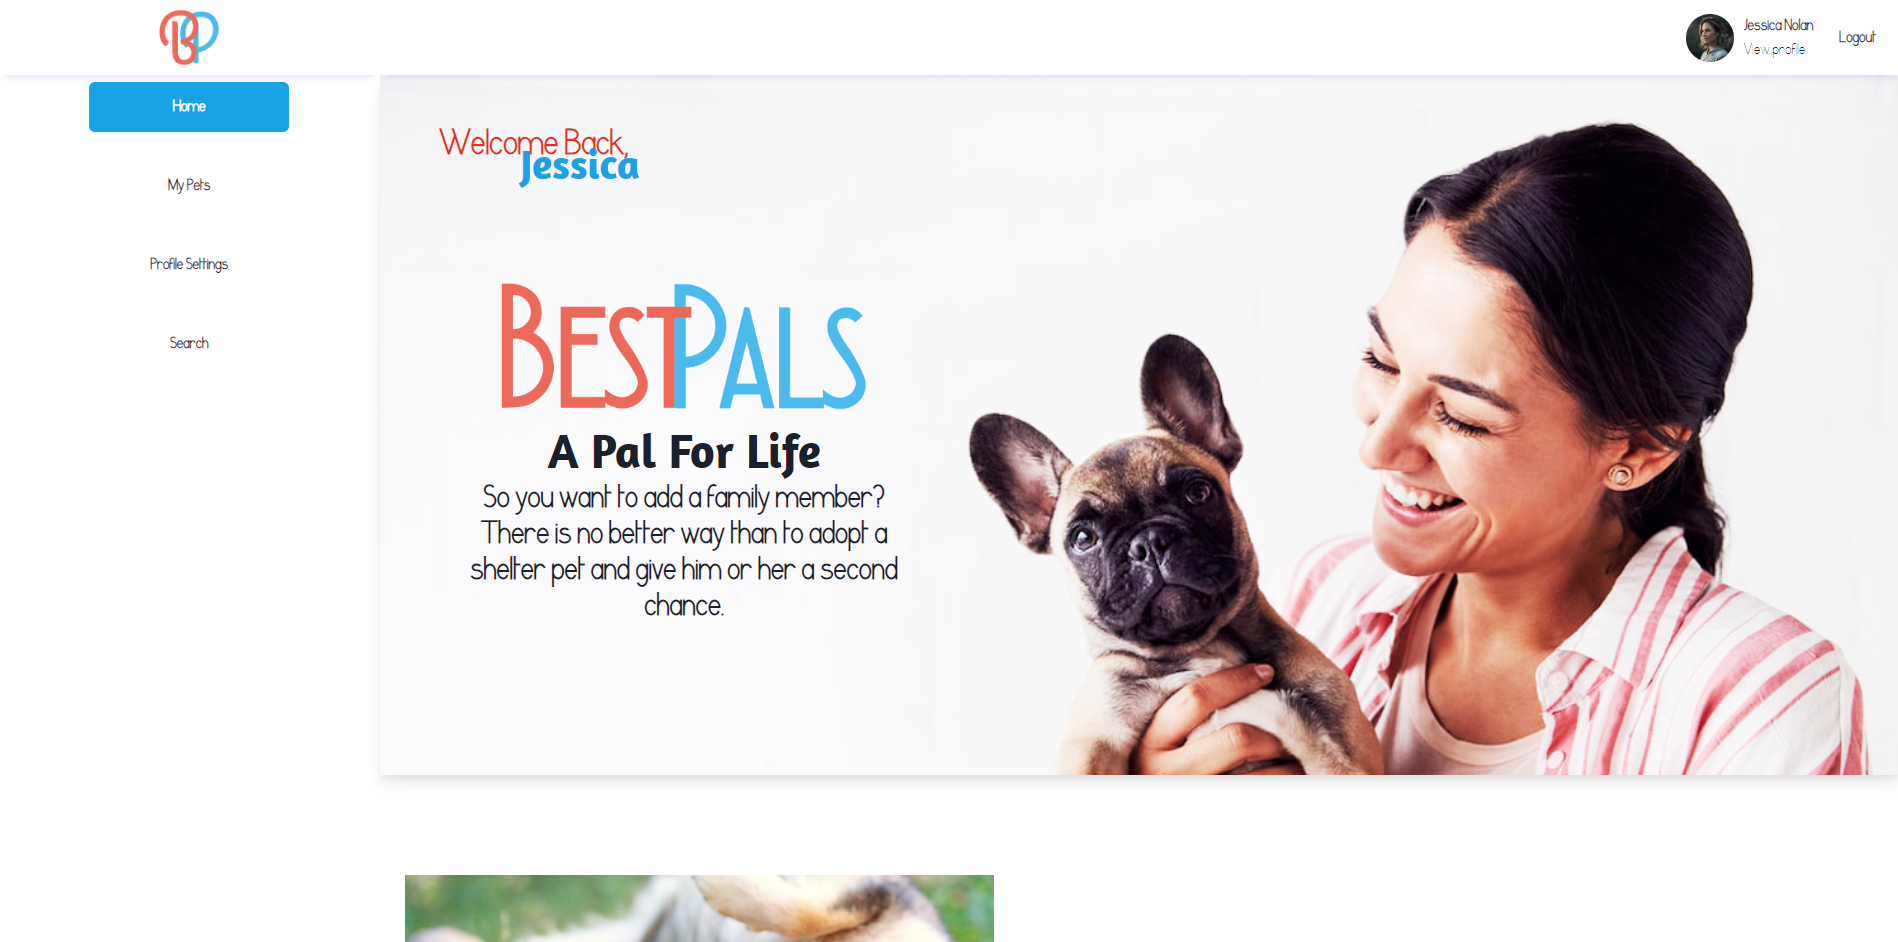 BP
Jessica Nolan
View profile
Logout
Home
My Pets
Profile Settings
Search
Welcome Back,
Jessica
BESTPALS
A Pal For Life
So you want to add a family member?
There is no better way than to adopt a
shelter pet and give him or her a second
chance.